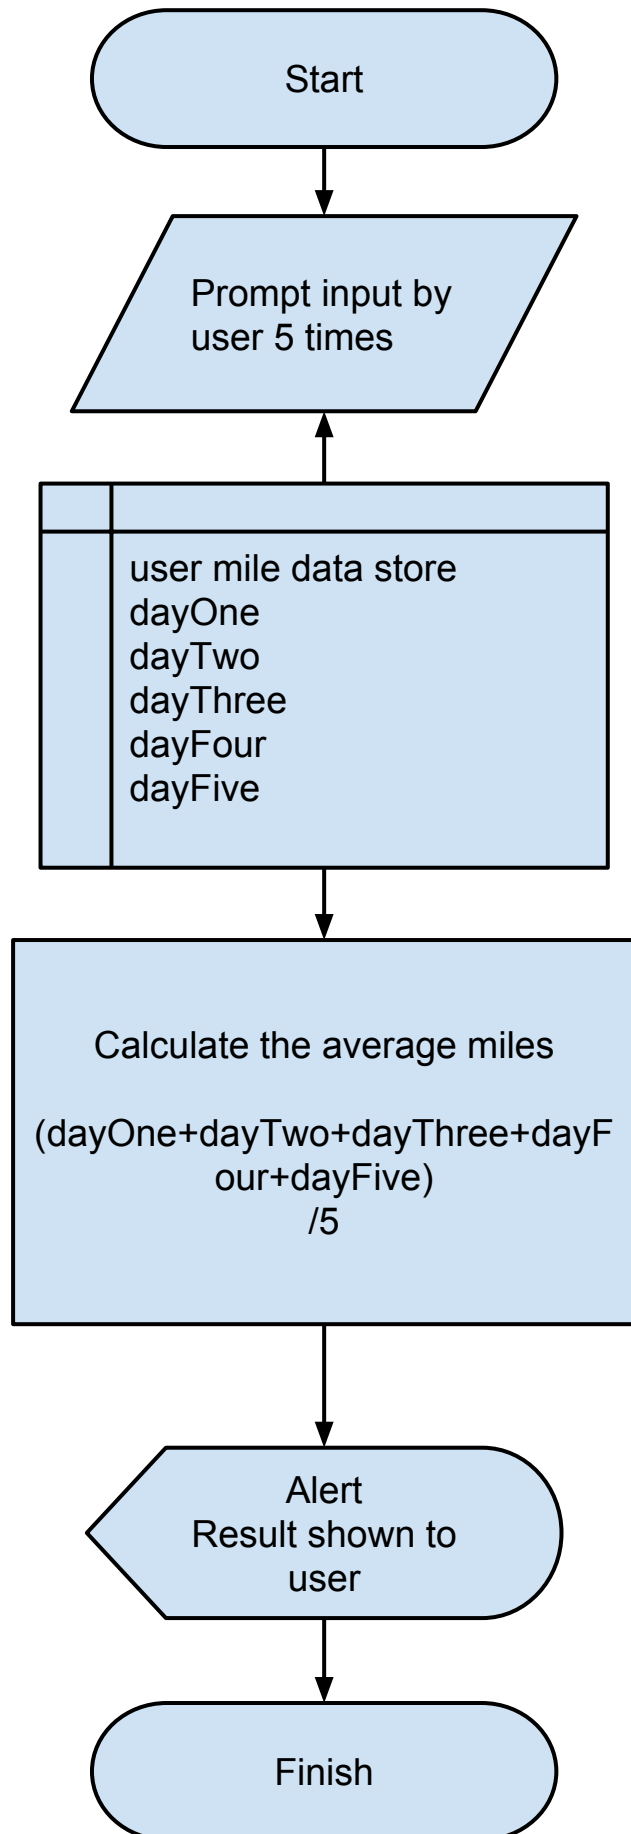 Start
Prompt input by
user 5 times
user mile data store
dayOne
dayTwo
dayThree
dayFour
dayFive
Calculate the average miles
(dayOne+dayTwo+dayThree+dayF
our+dayFive)
/5
Alert
Result shown to
user
Finish